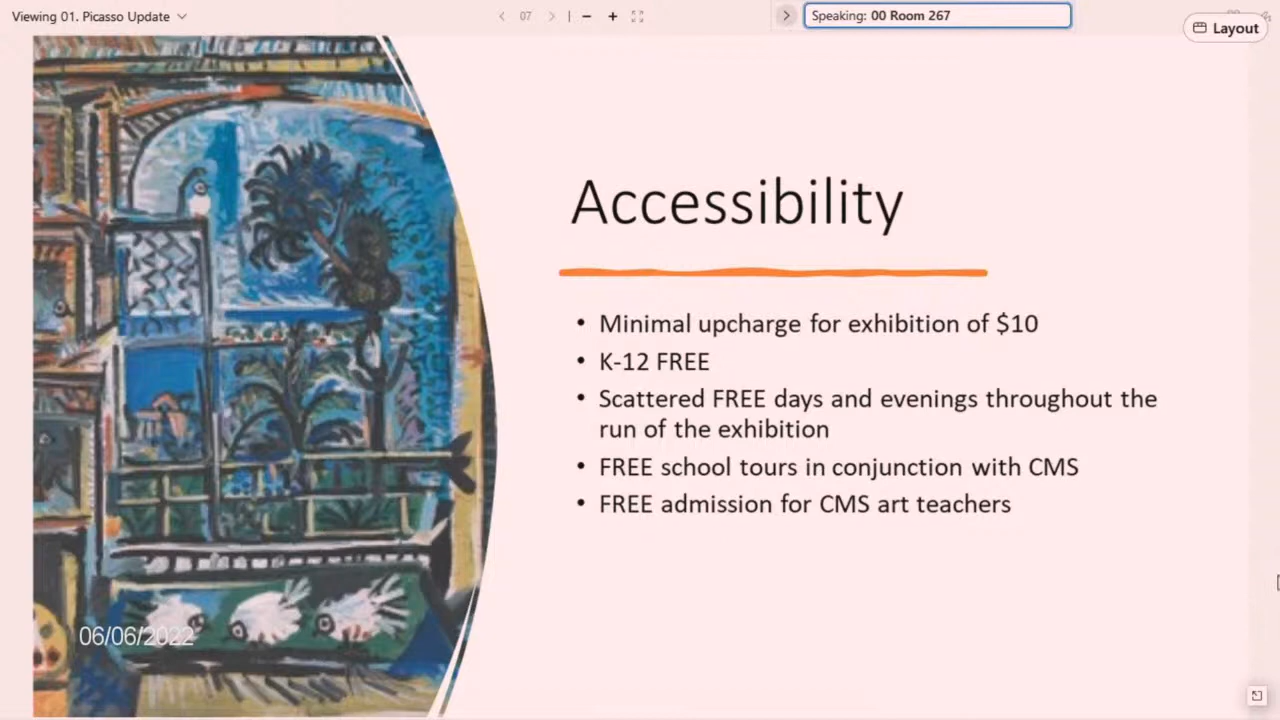 Viewing 01. Picasso Update
07
Speaking: 00 Room 267
Layout
Accessibility
• Minimal upcharge for exhibition of $10
• K-12 FREE
• Scattered FREE days and evenings throughout the
run of the exhibition
• FREE school tours in conjunction with CMS
• FREE admission for CMS art teachers
06/06/2022